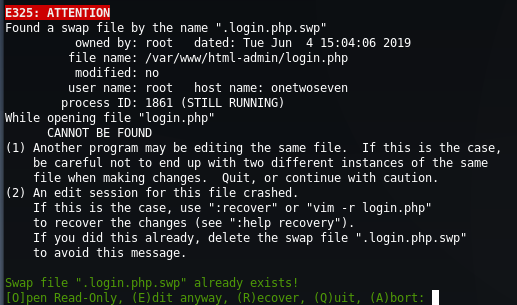 E325: ATTENTION
Found a swap file by the name ".login.php.swp"
          owned by: root   dated: Tue Jun  4 15:04:06 2019
         file name: /var/www/html-admin/login.php
          modified: no
         user name: root   host name: onetwoseven
        process ID: 1861 (STILL RUNNING)
While opening file "login.php"
      CANNOT BE FOUND
(1) Another program may be editing the same file.  If this is the case,
    be careful not to end up with two different instances of the same
    file when making changes.  Quit, or continue with caution.
(2) An edit session for this file crashed.
    If this is the case, use ":recover" or "vim -r login.php"
    to recover the changes (see ":help recovery").
    If you did this already, delete the swap file ".login.php.swp"
    to avoid this message.

Swap file ".login.php.swp" already exists!
[O]pen Read-Only, (E)dit anyway, (R)ecover, (Q)uit, (A)bort: